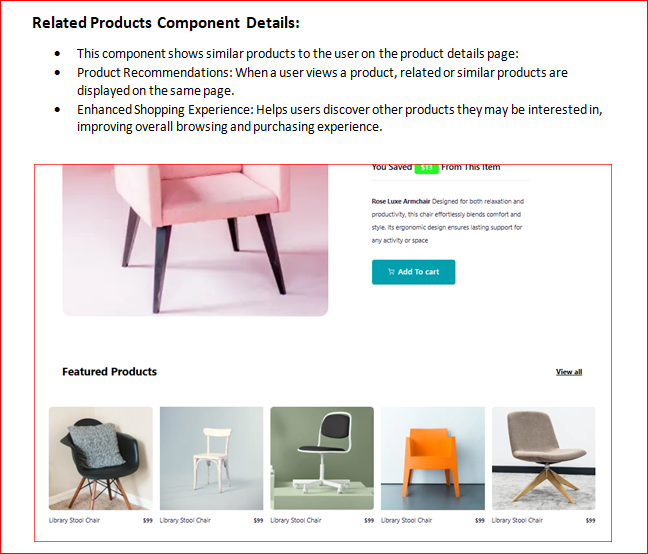 Related Products Component Details:
This component shows similar products to the user on the product details page:
Product Recommendations: When a user views a product, related or similar products are
displayed on the same page.
Enhanced Shopping Experience: Helps users discover other products they may be interested in,
improving overall browsing and purchasing experience.
You Saved $13 From This Item
Rose Luxe Armchair Designed for both relaxation and
productivity, this chair effortlessly blends comfort and
style. Its ergonomic design ensures lasting support for
any activity or space
Add To cart
Featured Products
View all
Library Stool Chair $99
Library Stool Chair $99
Library Stool Chair $99
Library Stool Chair $99
Library Stool Chair $99